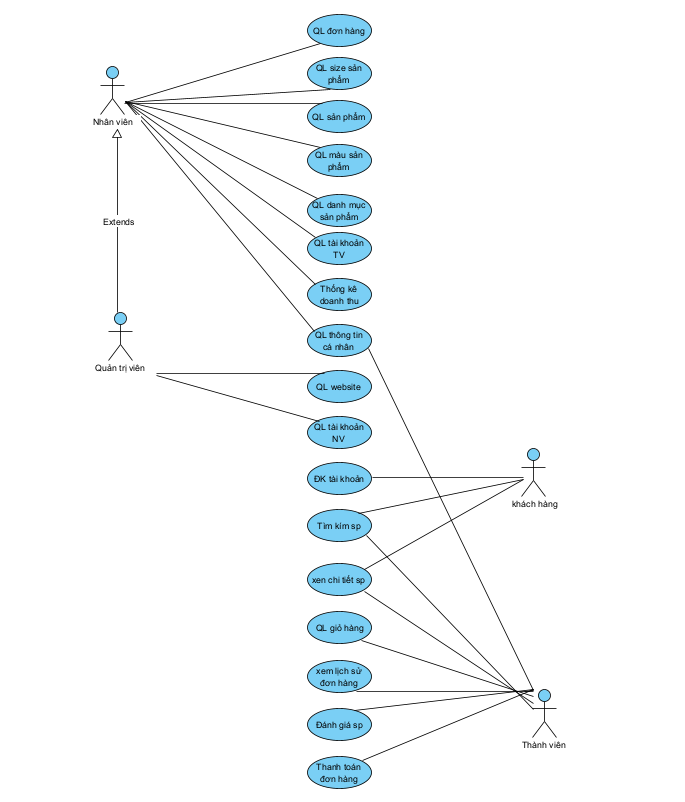 QL đơn hàng
QL size sản
phẩm
Nhân viên
QL sản phẩm
QL màu sản
phẩm
QL danh mục
sản phẩm
Extends
QL tài khoản
TV
Thống kê
doanh thu
QL thông tin
cá nhân
Quản trị viên
QL website
QL tài khoản
NV
ĐK tài khoản
khách hàng
Tìm kím sp
xen chi tiết sp
QL giỏ hàng
xem lịch sử
đơn hàng
Đánh giá sp
Thành viên
Thanh toán
đơn hàng